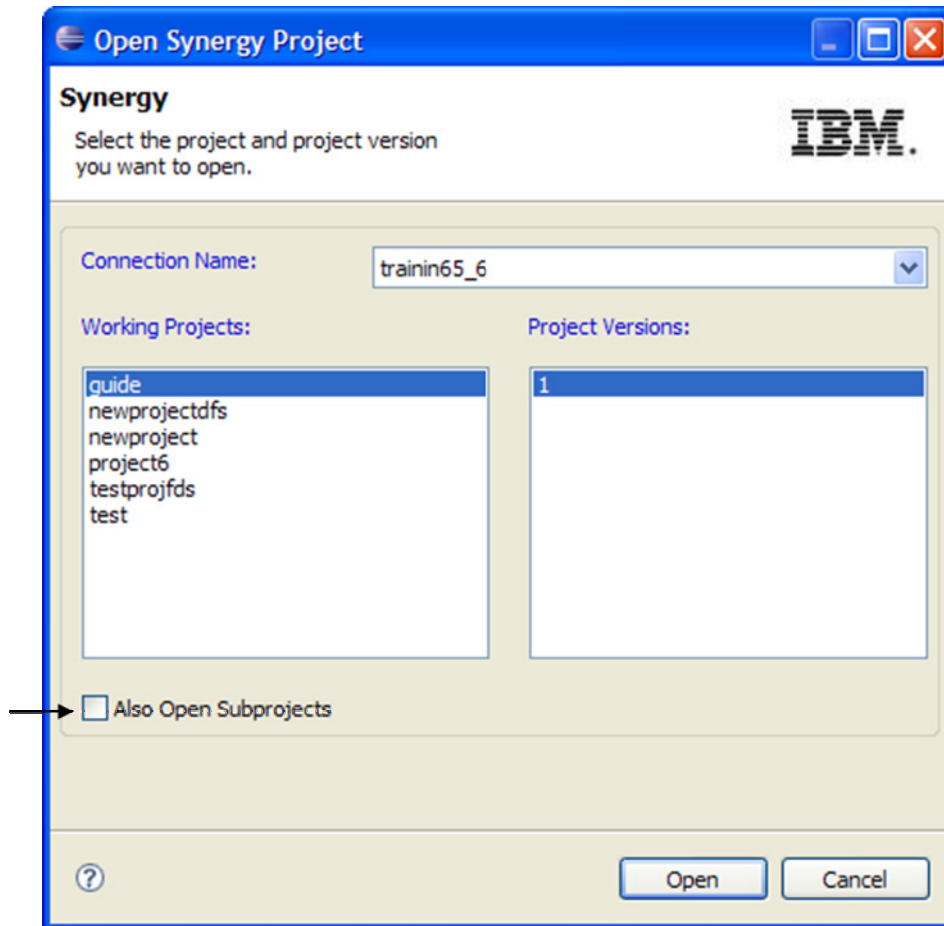 Open Synergy Project
Synergy
Select the project and project version
you want to open.
IBM.
Connection Name:
trainin65_6
Working Projects:
Project Versions:
guide
newprojectdfs
newproject
project6
testprojfds
test
1
Also Open Subprojects
?
Open
Cancel